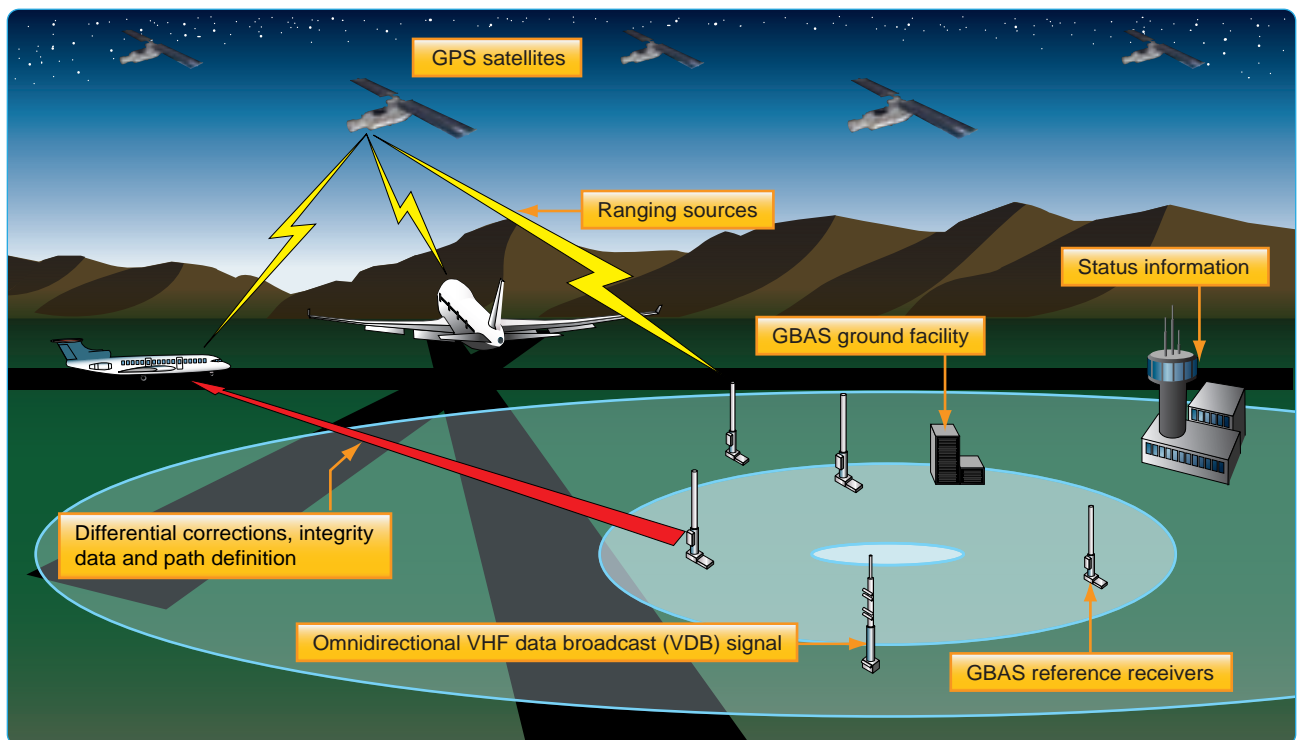 GPS satellites
Ranging sources
Status information
GBAS ground facility
Differential corrections, integrity
data and path definition
Omnidirectional VHF data broadcast (VDB) signal
GBAS reference receivers